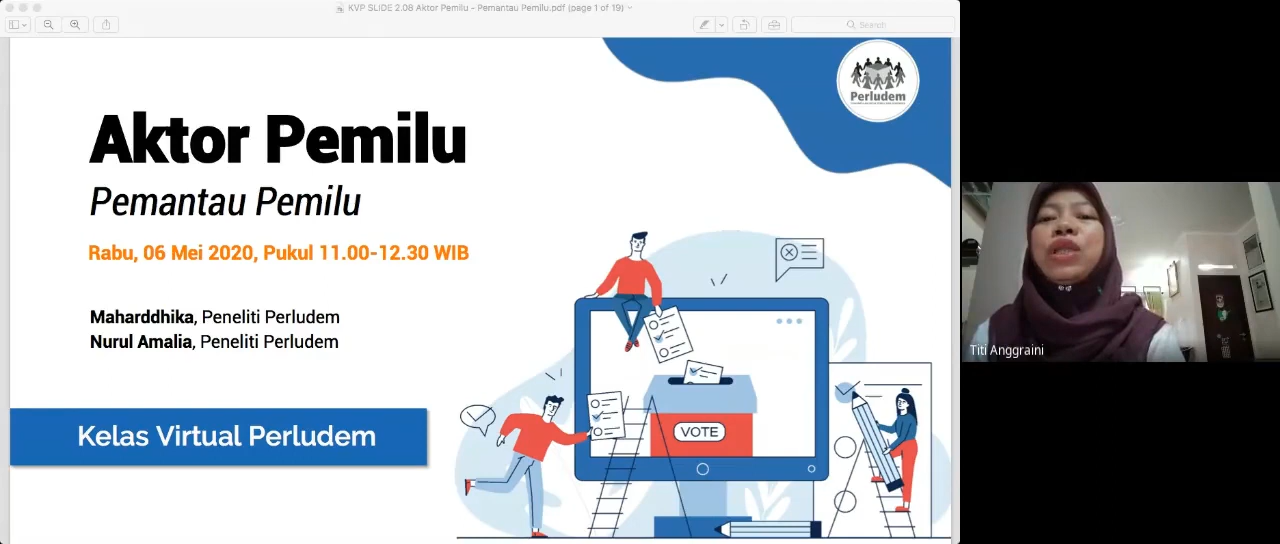 KVP SLIDE 2.08 Aktor Pemilu - Pemantau Pemilu.pdf (page 1 of 19)
Search
Perludem
Aktor Pemilu
Pemantau Pemilu
Rabu, 06 Mei 2020, Pukul 11.00-12.30 WIB
Maharddhika, Peneliti Perludem
Nurul Amalia, Peneliti Perludem
Kelas Virtual Perludem
VOTE
Titi Anggraini